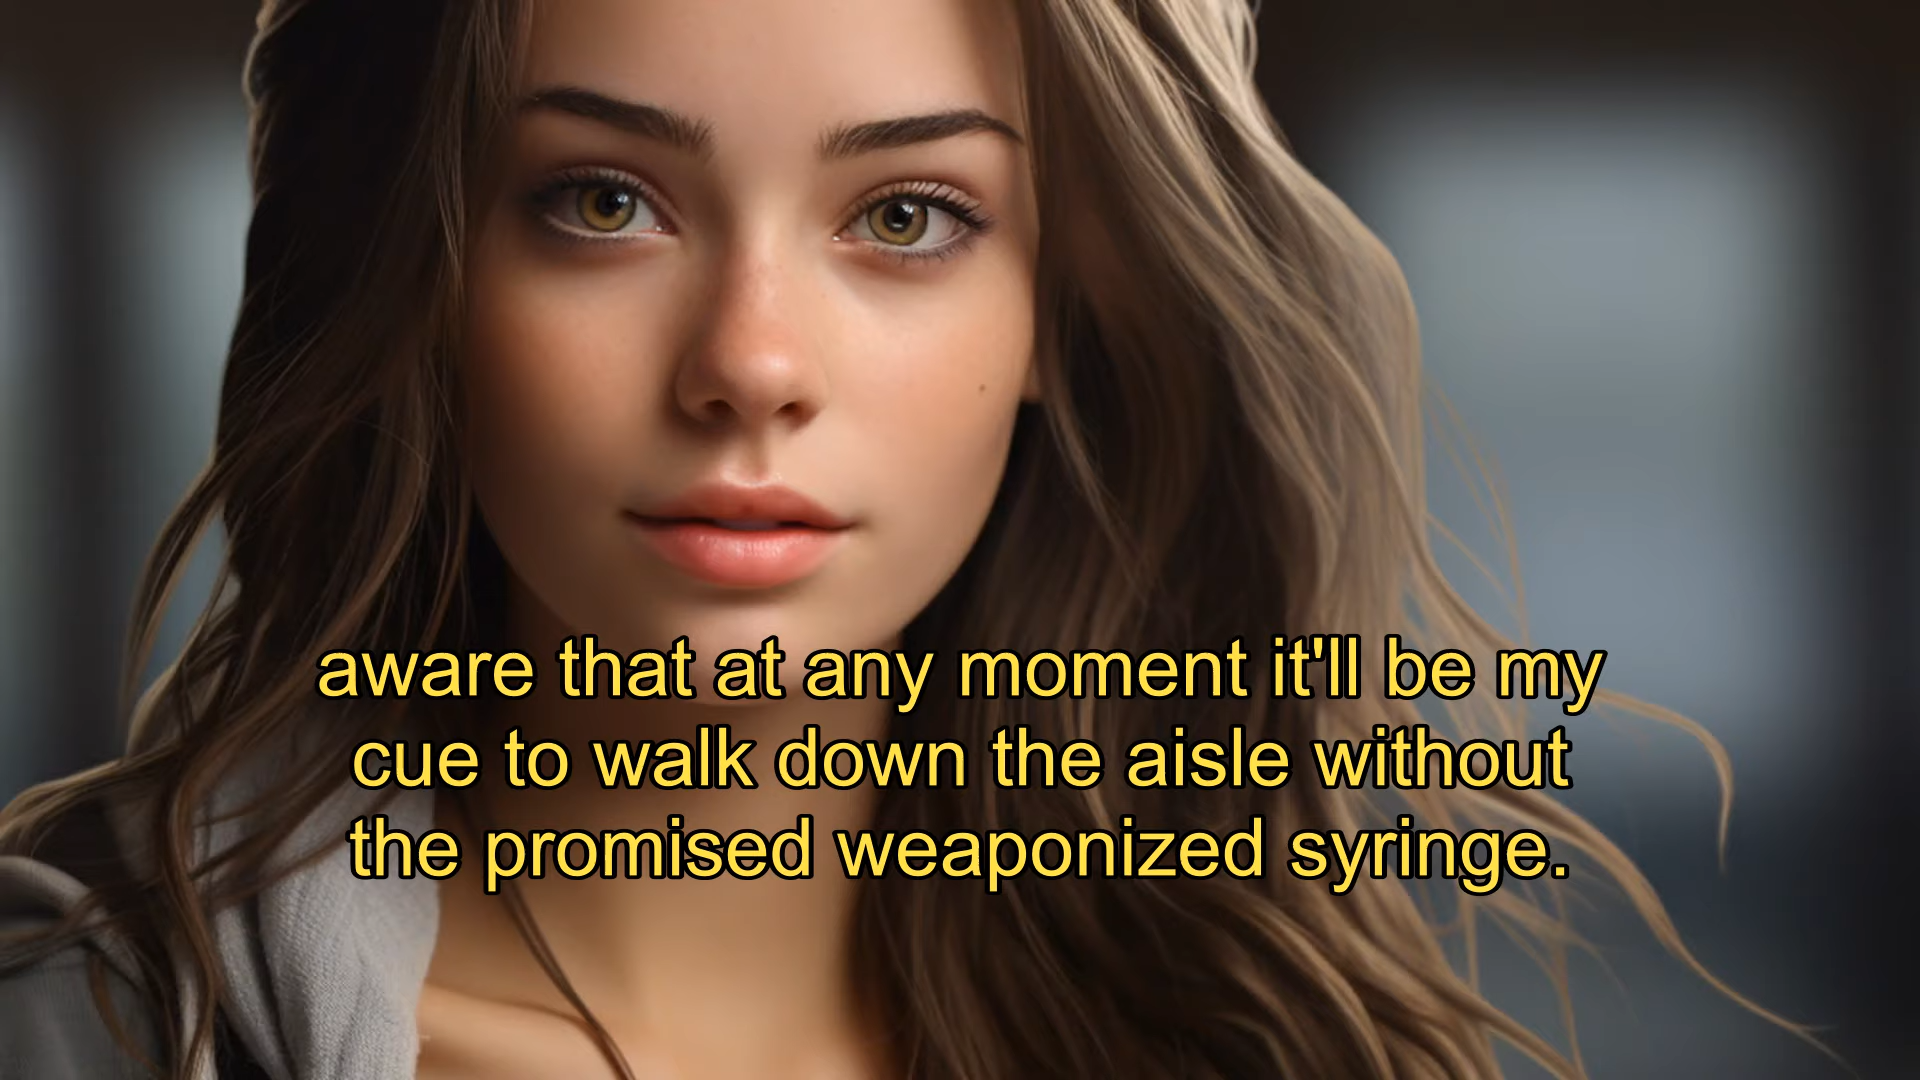 aware that at any moment it'll be my
cue to walk down the aisle without
the promised weaponized syringe.